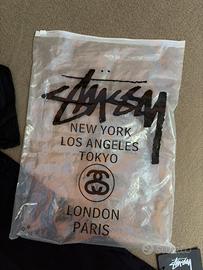 STÜSSY
NEW YORK
LOS ANGELES
TOKYO
LONDON
PARIS